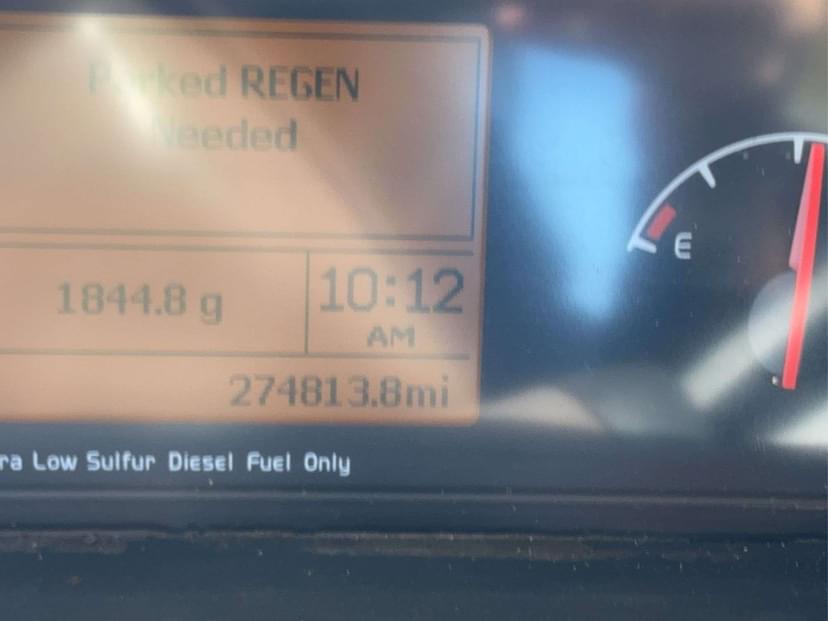 Parked REGEN
Needed
1844.8 g
10:12
AM
274813.8mi
E
ra Low Sulfur Diesel Fuel Only